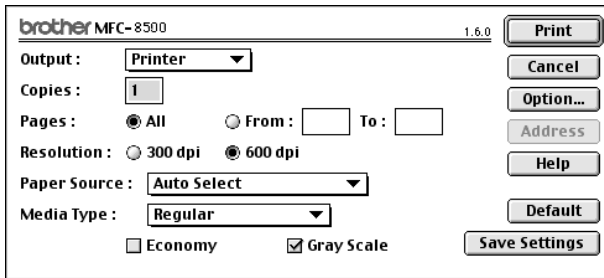 brother MFC-8500 1.6.0 Print
Output : Printer Cancel
Copies : 1 Option...
Pages : All From : To : Address
Resolution : 300 dpi 600 dpi Help
Paper Source : Auto Select
Media Type : Regular Default
Economy Gray Scale Save Settings